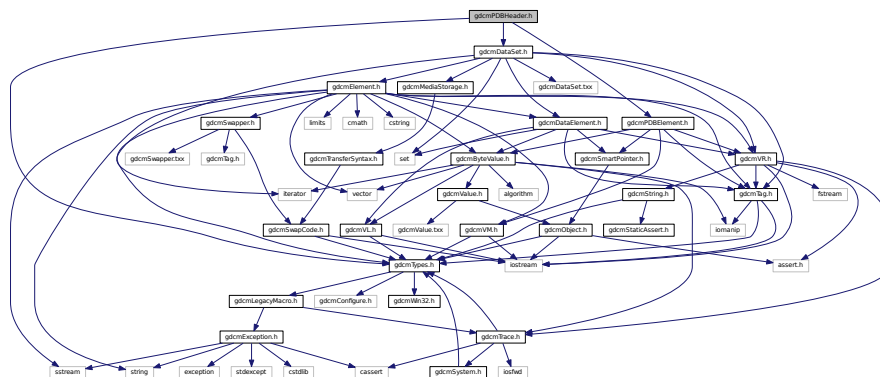 gdcmPDBHeader.h
gdcmDataSet.h
gdcmElement.h
gdcmMediaStorage.h
gdcmDataSet.txx
gdcmSwapper.h
limits
cmath
cstring
gdcmDataElement.h
gdcmPDBElement.h
gdcmSwapper.txx
gdcmTag.h
gdcmTransferSyntax.h
set
gdcmByteValue.h
gdcmSmartPointer.h
gdcmVR.h
iterator
vector
gdcmValue.h
algorithm
gdcmString.h
gdcmTag.h
fstream
gdcmSwapCode.h
gdcmVL.h
gdcmValue.txx
gdcmVM.h
gdcmObject.h
gdcmStaticAssert.h
iomanip
gdcmTypes.h
iostream
assert.h
gdcmLegacyMacro.h
gdcmConfigure.h
gdcmWin32.h
gdcmException.h
gdcmTrace.h
sstream
string
exception
stdexcept
cstdlib
cassert
gdcmSystem.h
iosfwd